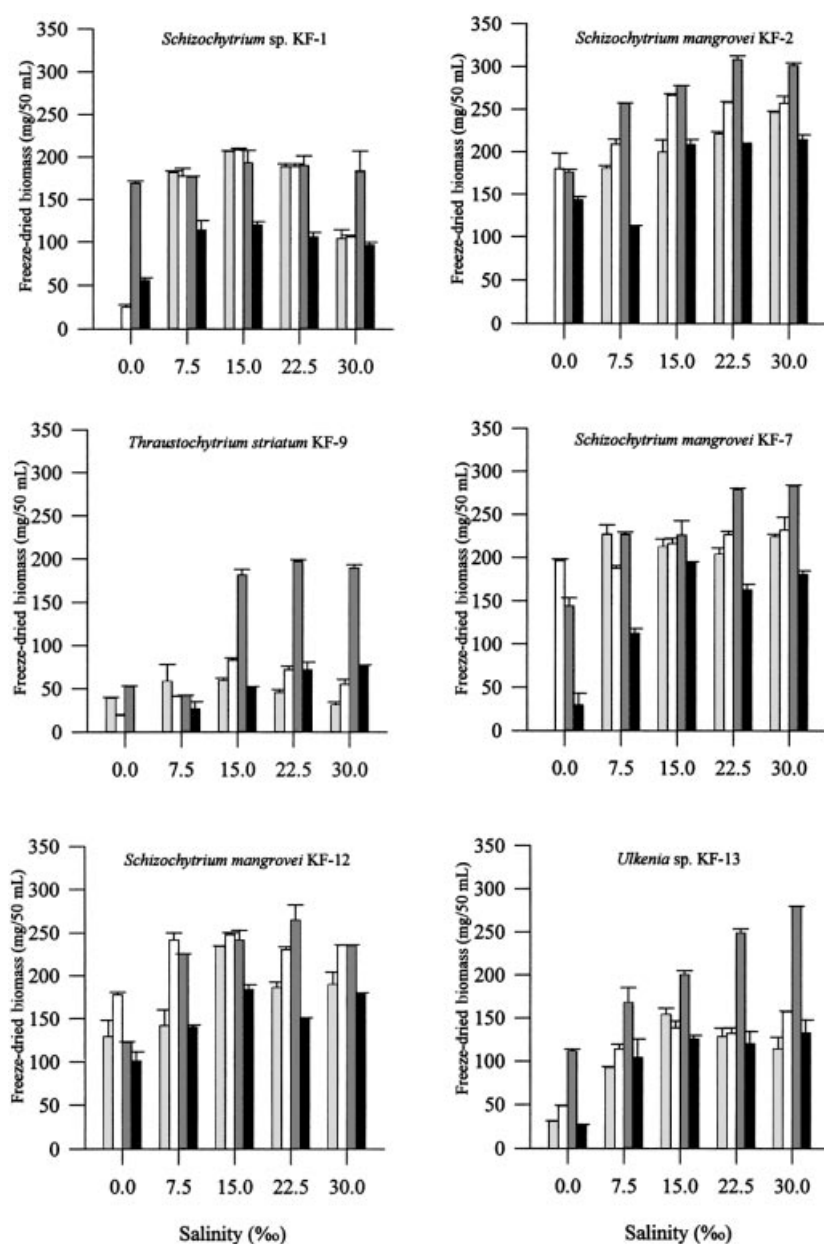 Schizochytrium sp. KF-1
Freeze-dried biomass (mg/50 mL)
350
300
250
200
150
100
50
0
0.0 7.5 15.0 22.5 30.0
Schizochytrium mangrovei KF-2
Freeze-dried biomass (mg/50 mL)
350
300
250
200
150
100
50
0
0.0 7.5 15.0 22.5 30.0
Thraustochytrium striatum KF-9
Freeze-dried biomass (mg/50 mL)
350
300
250
200
150
100
50
0
0.0 7.5 15.0 22.5 30.0
Schizochytrium mangrovei KF-7
Freeze-dried biomass (mg/50 mL)
350
300
250
200
150
100
50
0
0.0 7.5 15.0 22.5 30.0
Schizochytrium mangrovei KF-12
Freeze-dried biomass (mg/50 mL)
350
300
250
200
150
100
50
0
0.0 7.5 15.0 22.5 30.0
Salinity (‰)
Ulkenia sp. KF-13
Freeze-dried biomass (mg/50 mL)
350
300
250
200
150
100
50
0
0.0 7.5 15.0 22.5 30.0
Salinity (‰)